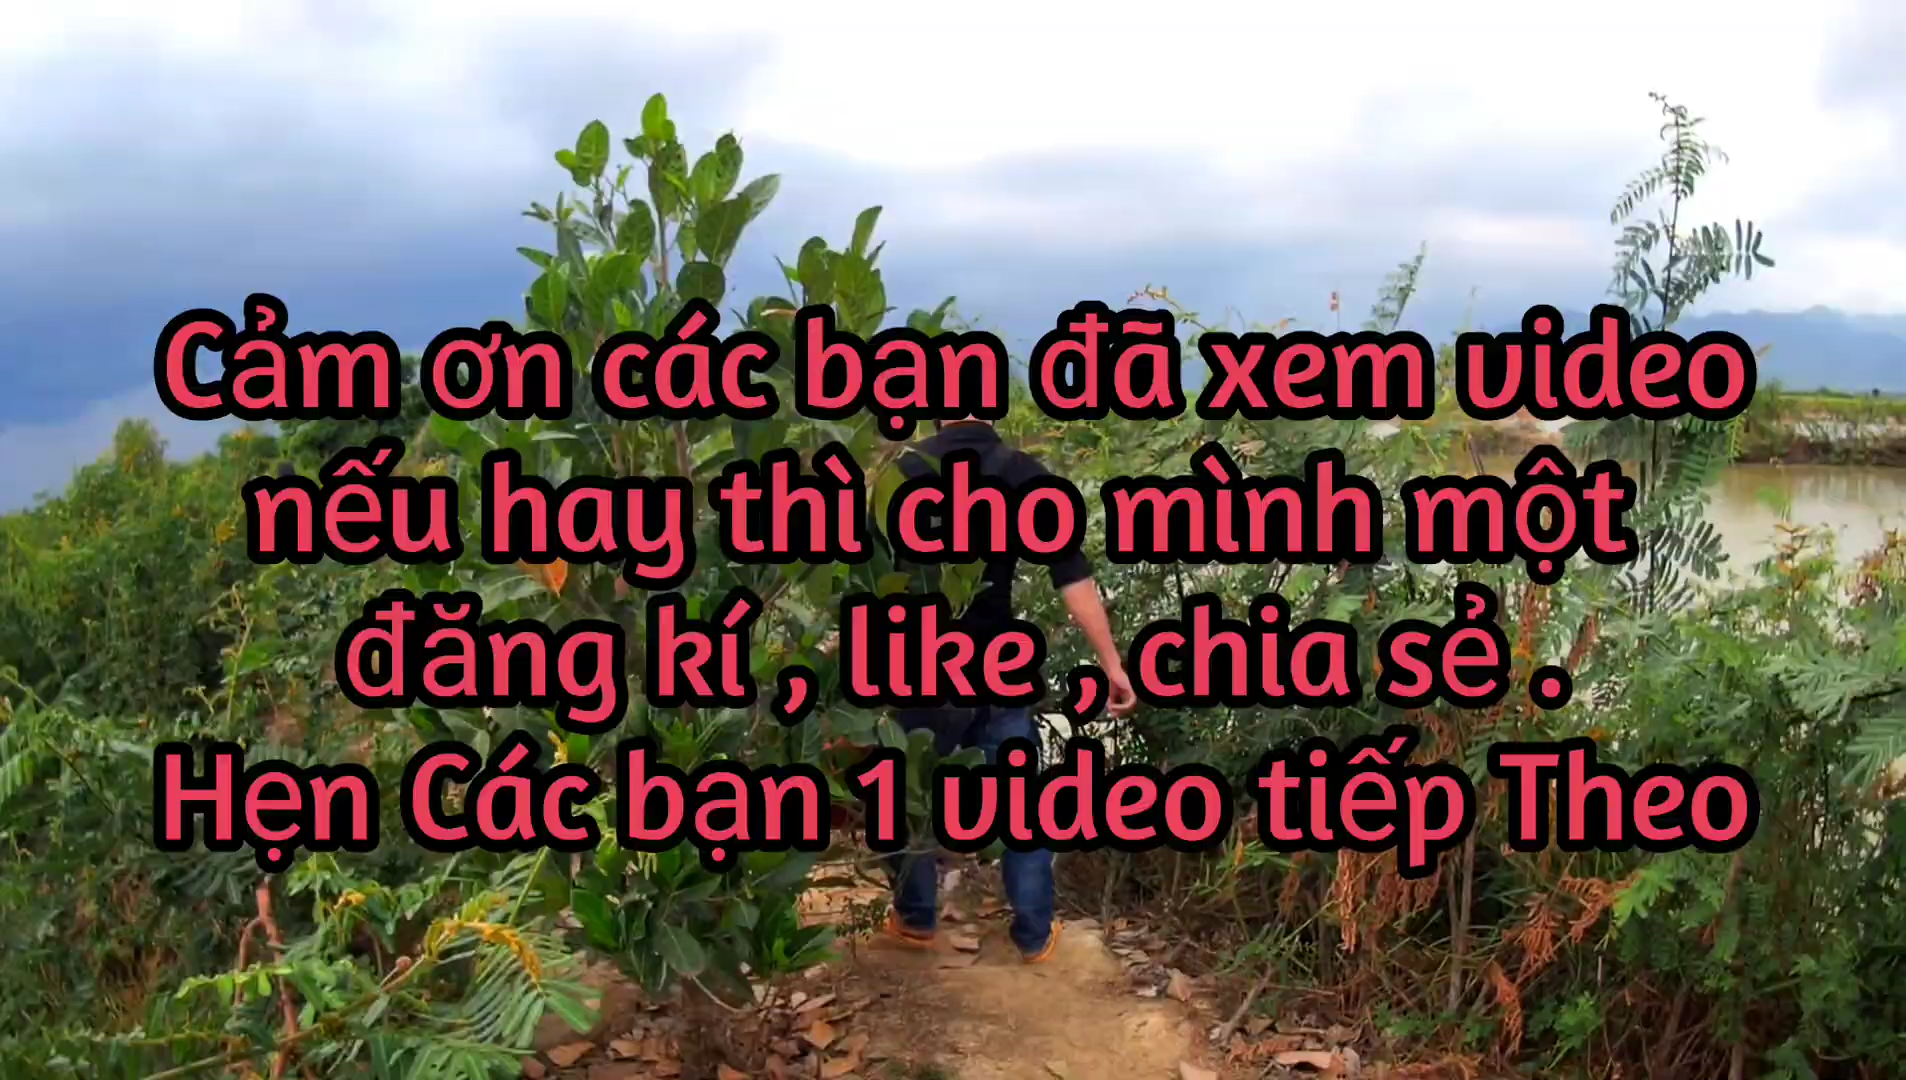 Cảm ơn các bạn đã xem video
nếu hay thì cho mình một
đăng kí , like , chia sẻ .
Hẹn Các bạn 1 video tiếp Theo